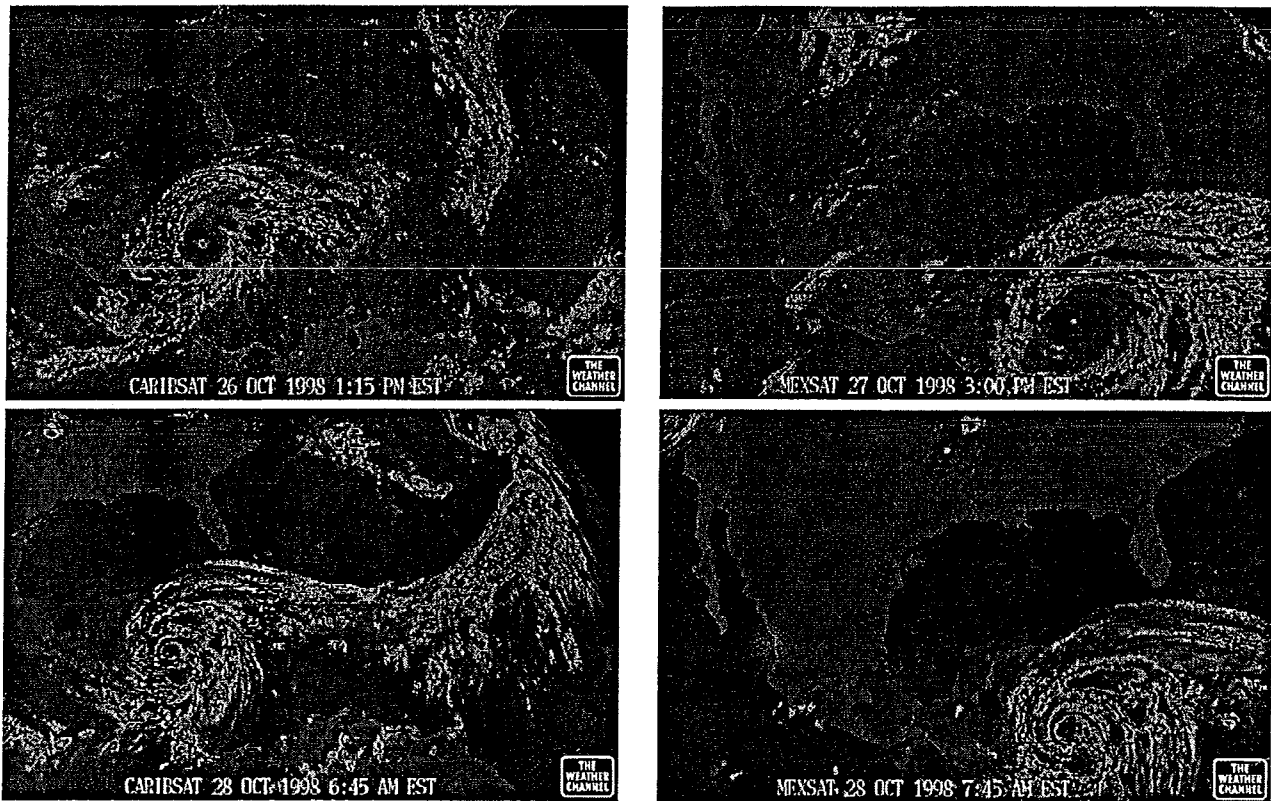 CARIBSAT 26 OCT 1998 1:15 PM EST
THE
WEATHER
CHANNEL
MEXSAT 27 OCT 1998 3:00 PM EST
THE
WEATHER
CHANNEL
CARIBSAT 28 OCT 1998 6:45 AM EST
THE
WEATHER
CHANNEL
MEXSAT 28 OCT 1998 7:45 AM EST
THE
WEATHER
CHANNEL